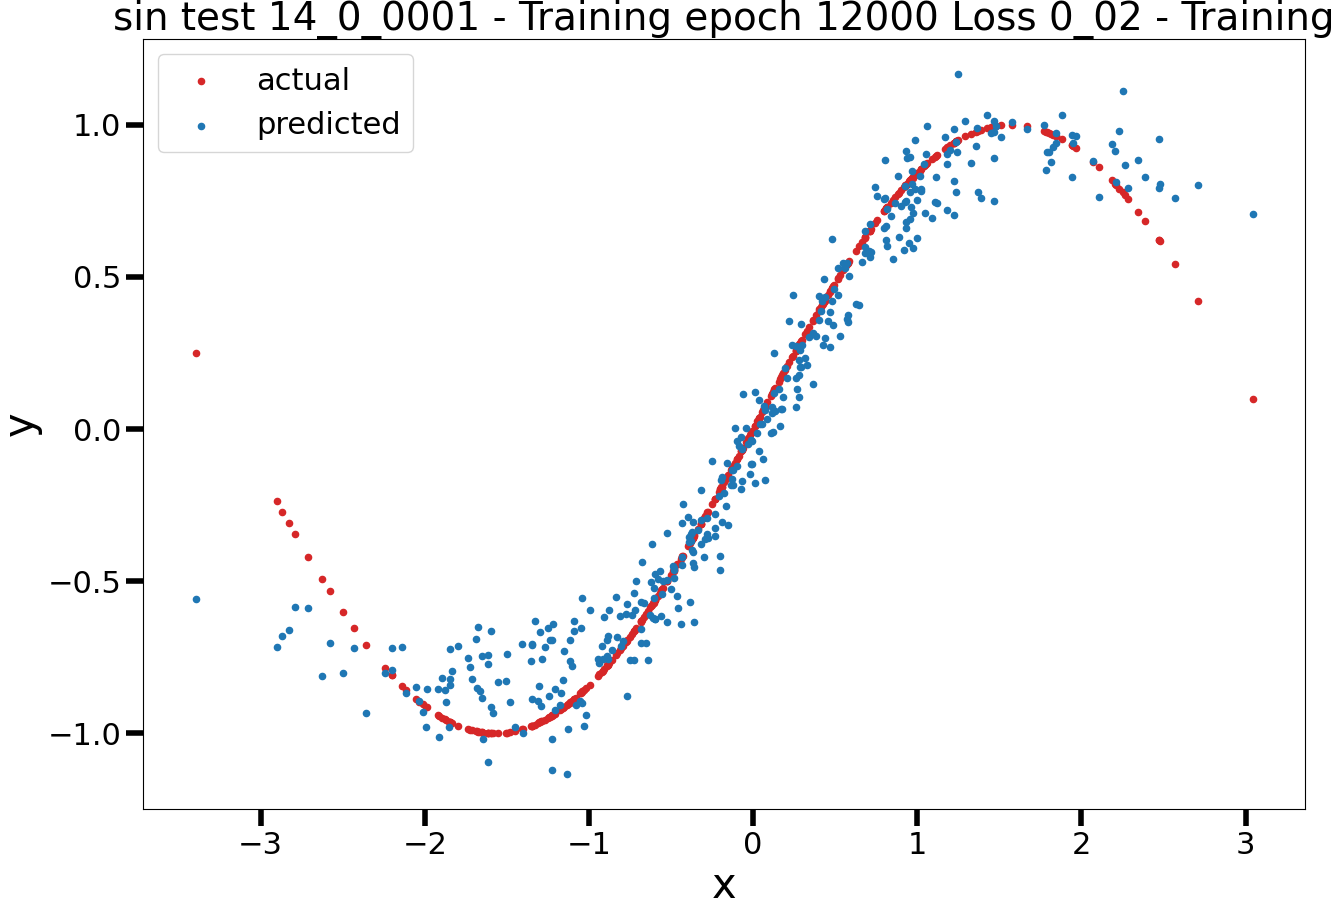 sin test 14_0_0001 - Training epoch 12000 Loss 0_02 - Training
actual
predicted
1.0
0.5
0.0
−0.5
−1.0
y
−3
−2
−1
0
1
2
3
x